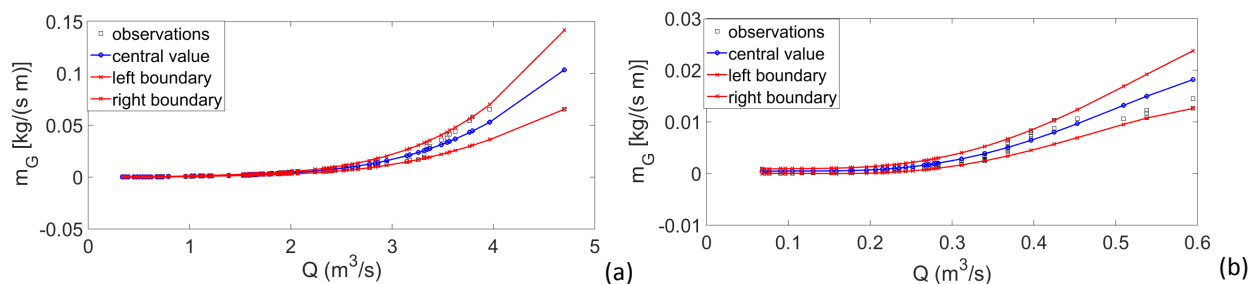 0.15
0.1
0.05
0
-0.05
m_G [kg/(s m)]
observations
central value
left boundary
right boundary
0 1 2 3 4 5
Q (m^3/s)
(a)
0.03
0.02
0.01
0
-0.01
m_G [kg/(s m)]
observations
central value
left boundary
right boundary
0 0.1 0.2 0.3 0.4 0.5 0.6
Q (m^3/s)
(b)